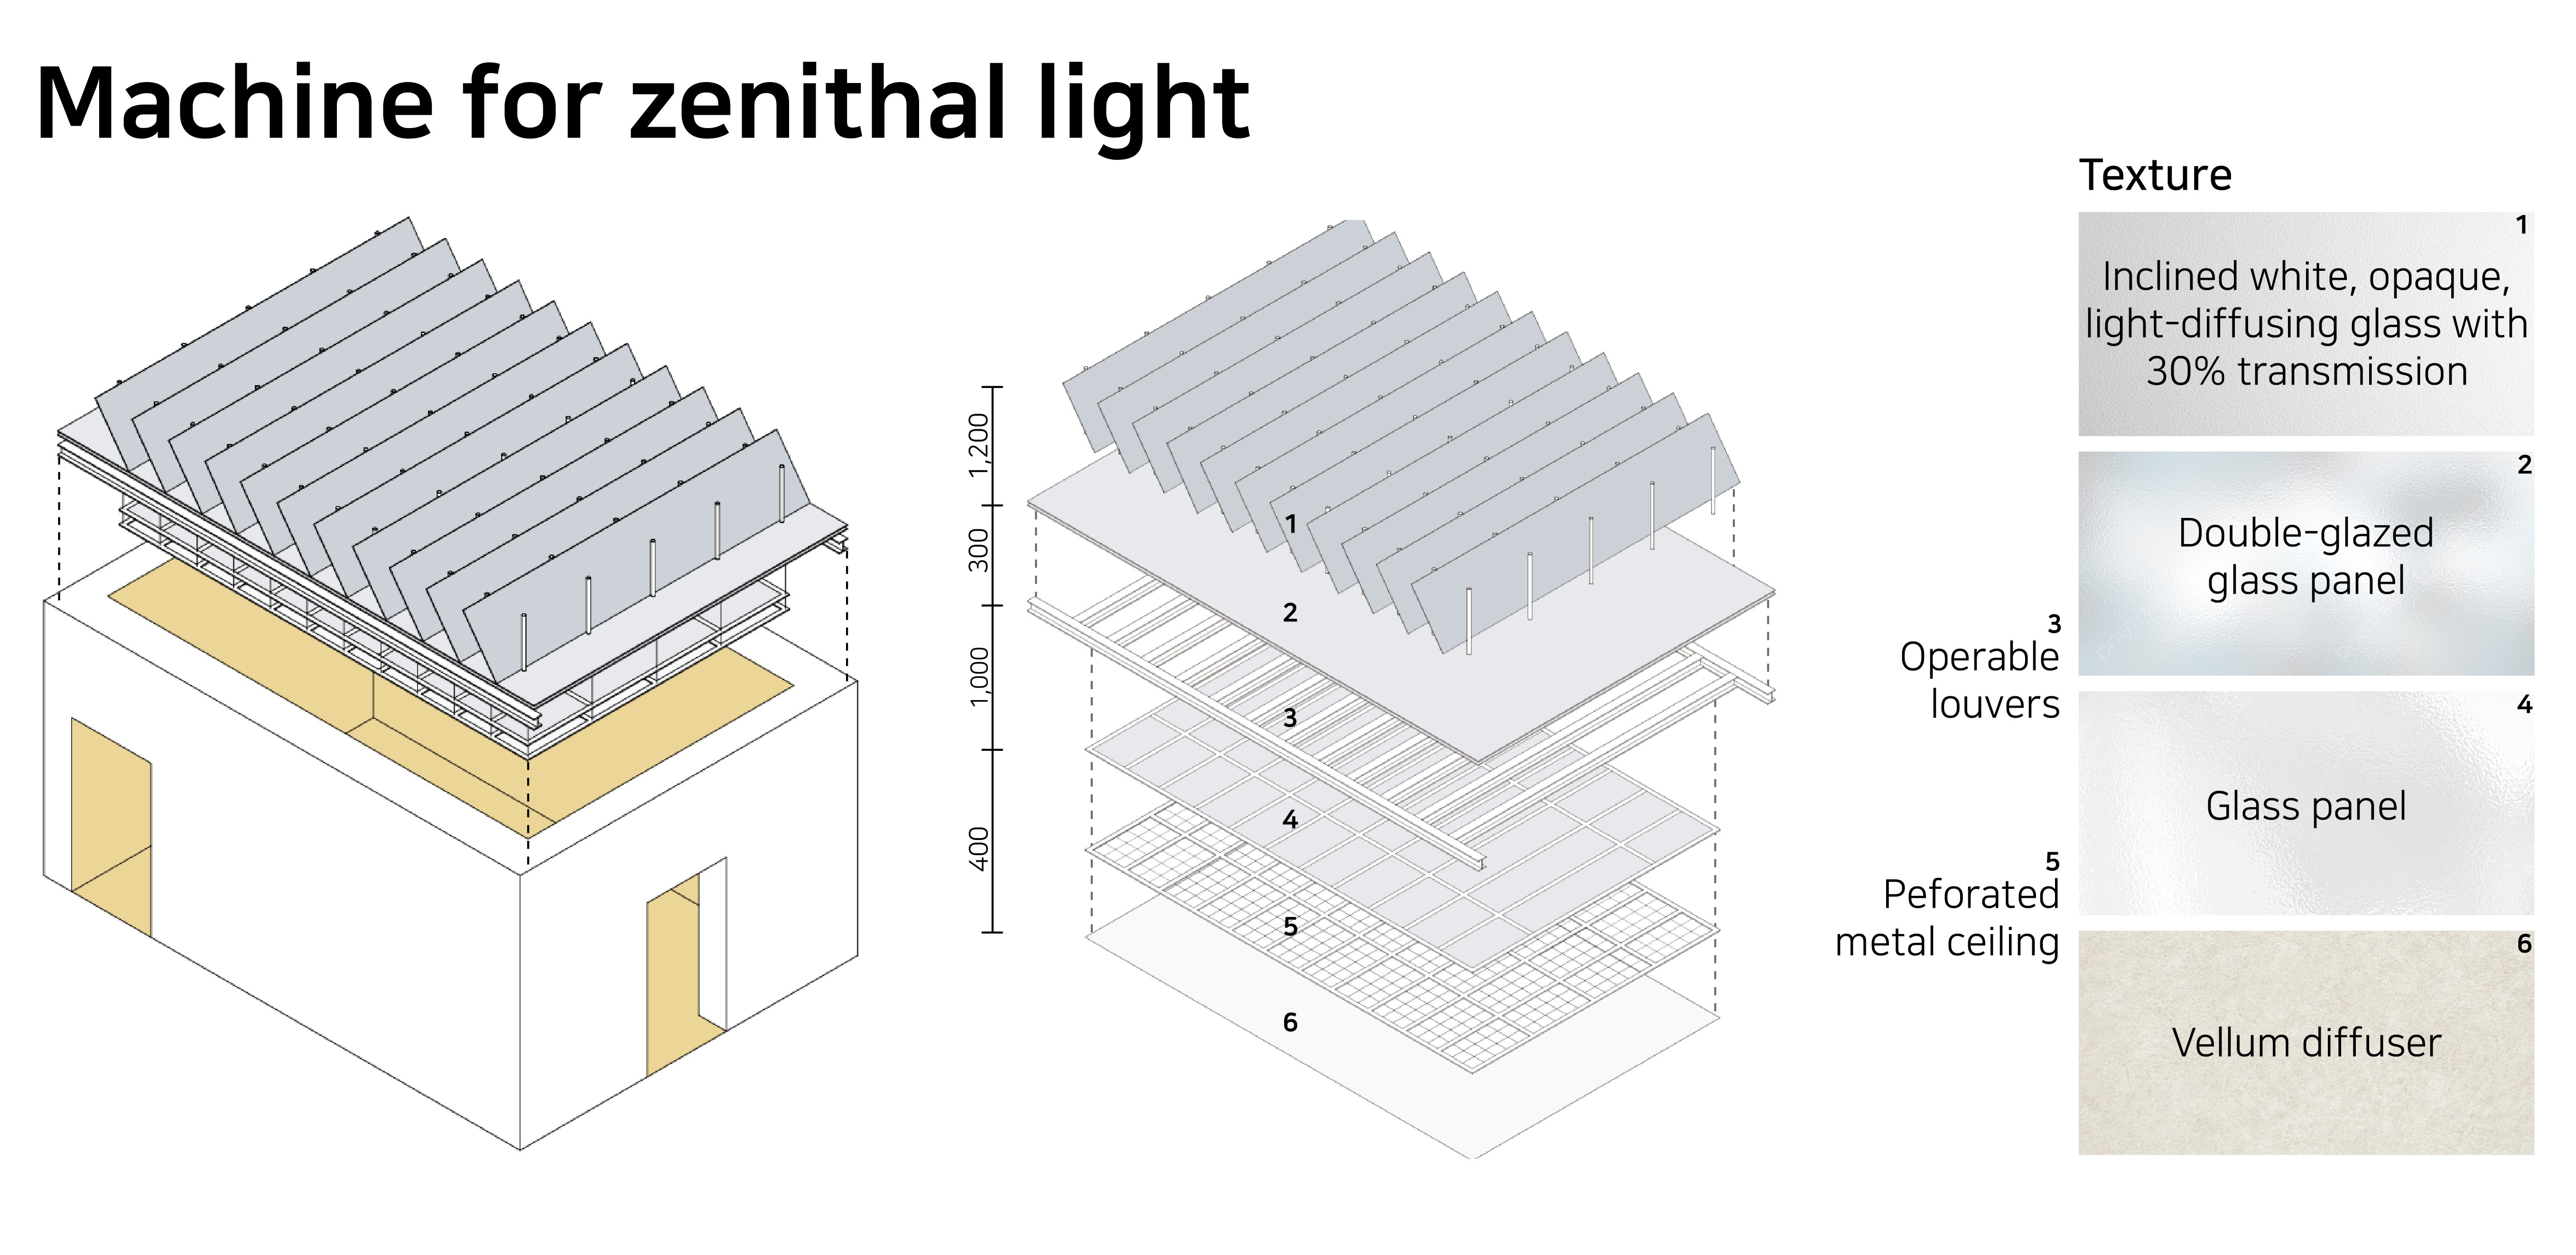 Machine for zenithal light
1,200
300
1,000
400
1
2
3
4
5
6
3
Operable
louvers
5
Peforated
metal ceiling
Texture
1
Inclined white, opaque,
light-diffusing glass with
30% transmission
2
Double-glazed
glass panel
4
Glass panel
6
Vellum diffuser